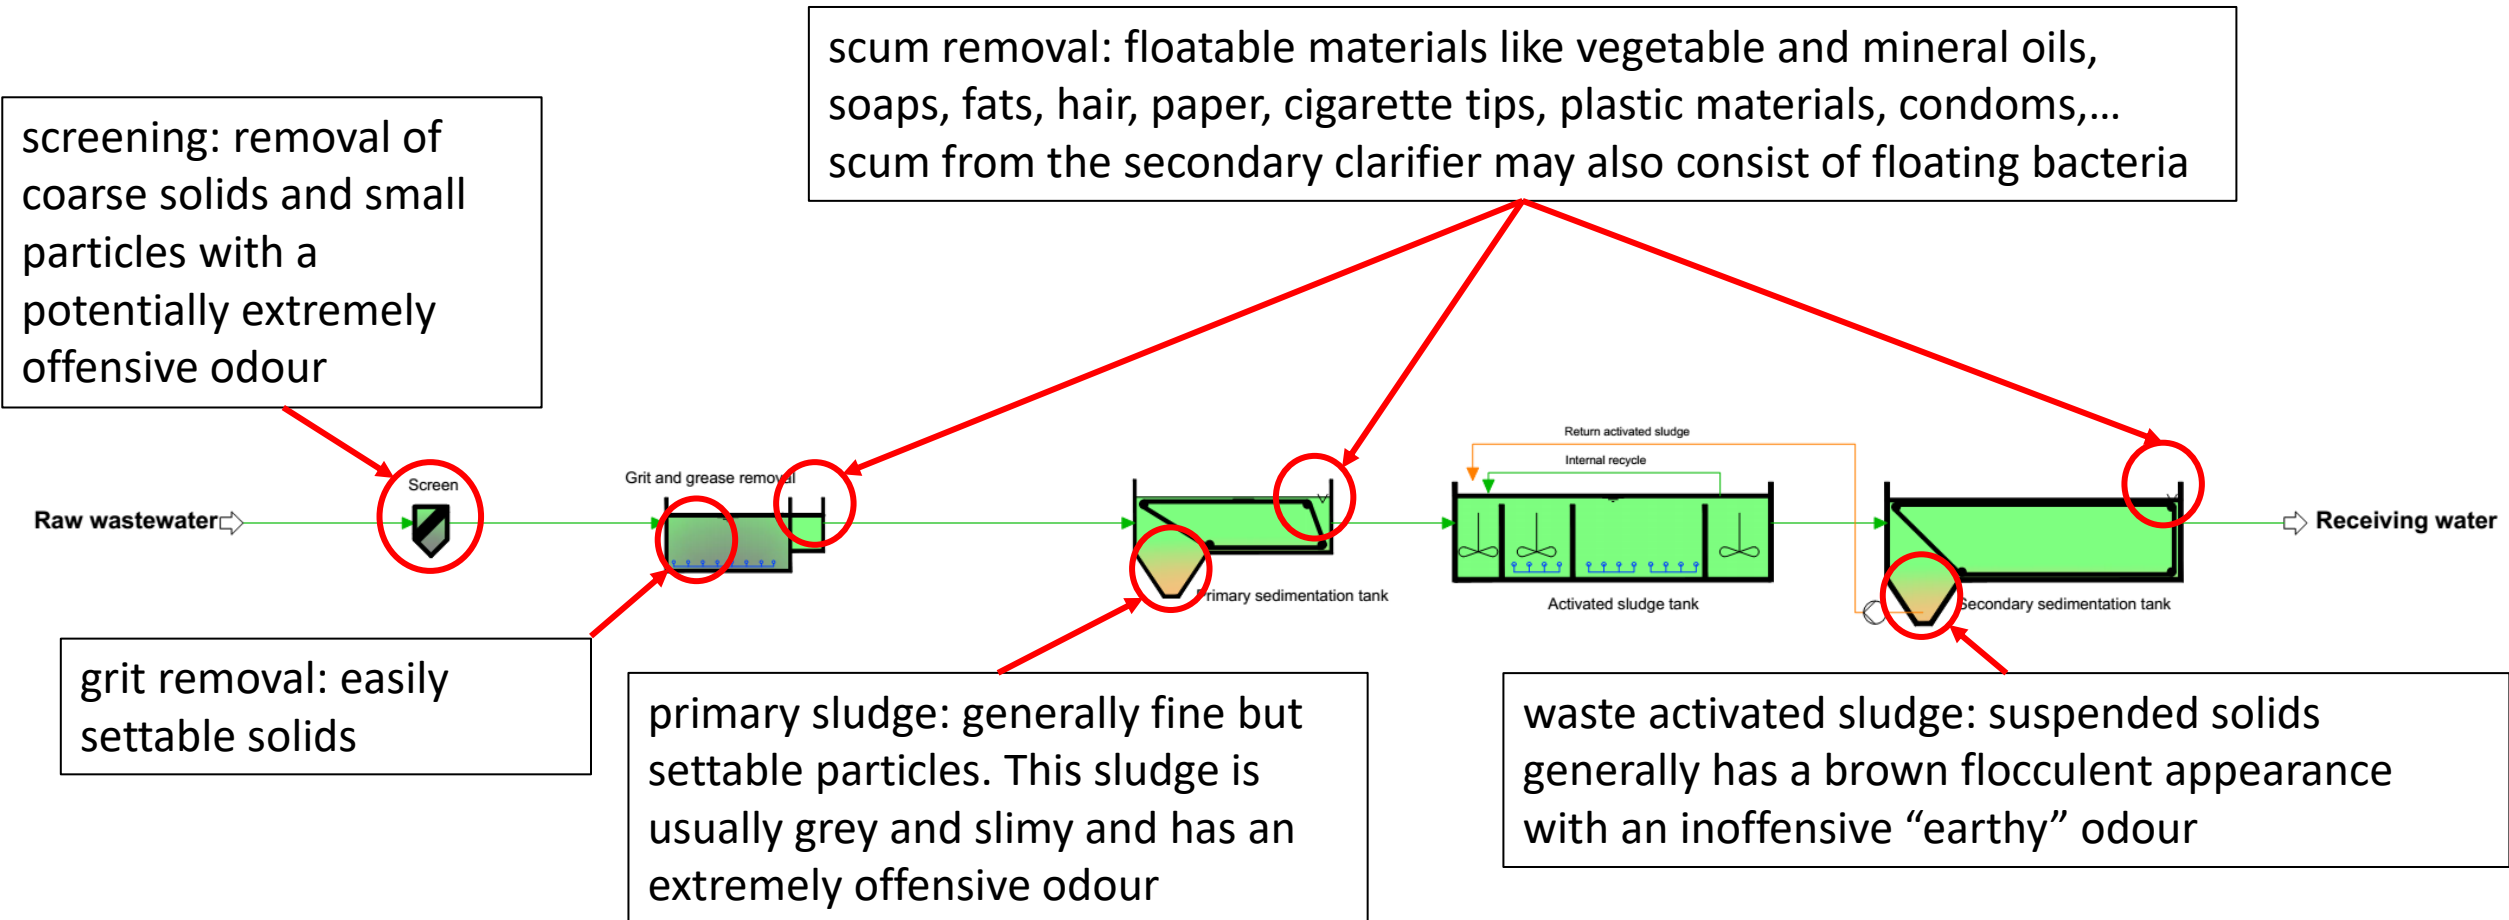 scum removal: floatable materials like vegetable and mineral oils,
soaps, fats, hair, paper, cigarette tips, plastic materials, condoms,...
scum from the secondary clarifier may also consist of floating bacteria
screening: removal of
coarse solids and small
particles with a
potentially extremely
offensive odour
Return activated sludge
Internal recycle
Grit and grease removal
Screen
Raw wastewater
Receiving water
Primary sedimentation tank
Activated sludge tank
Secondary sedimentation tank
grit removal: easily
settable solids
primary sludge: generally fine but
settable particles. This sludge is
usually grey and slimy and has an
extremely offensive odour
waste activated sludge: suspended solids
generally has a brown flocculent appearance
with an inoffensive “earthy” odour